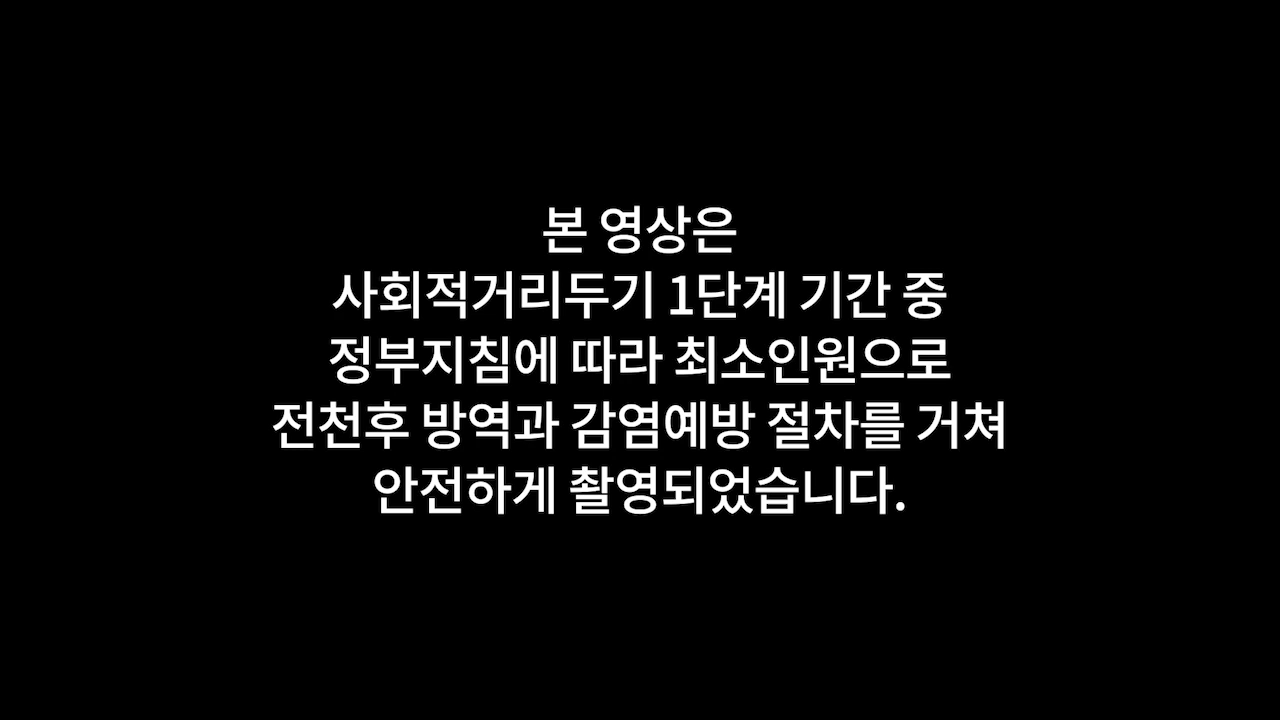 본 영상은
사회적거리두기 1단계 기간 중
정부지침에 따라 최소인원으로
전천후 방역과 감염예방 절차를 거쳐
안전하게 촬영되었습니다.